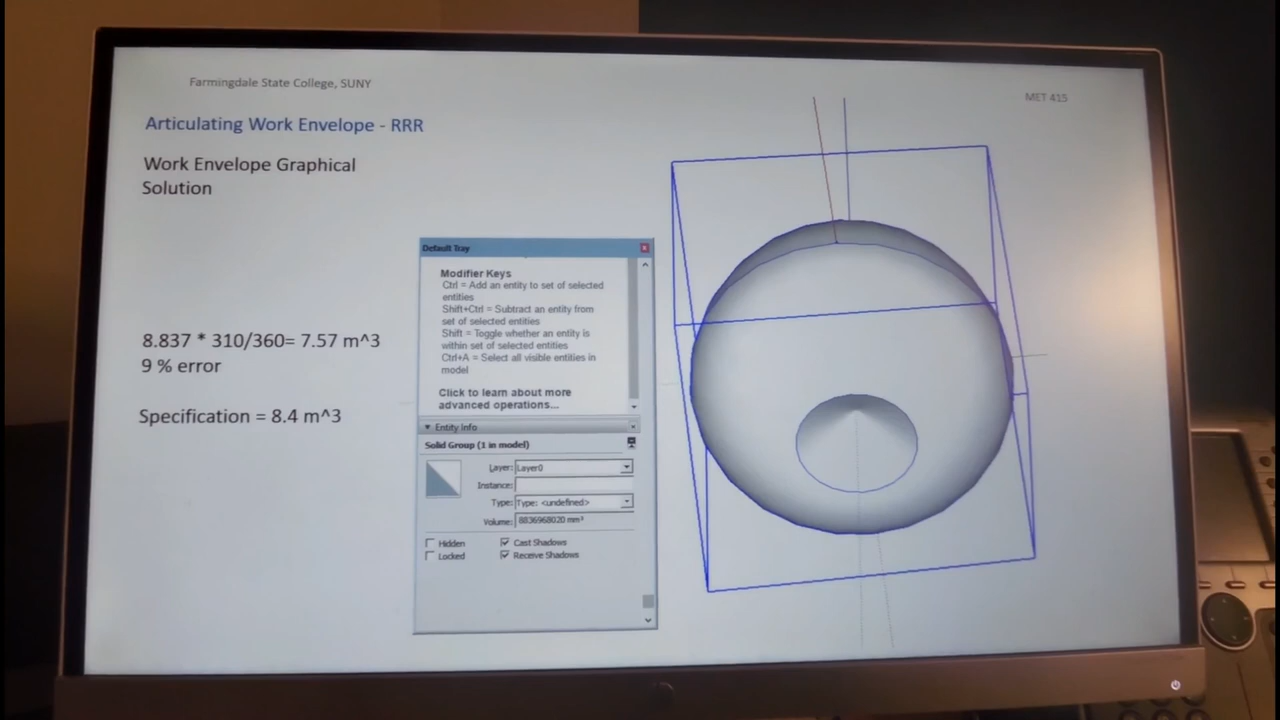 Farmingdale State College, SUNY
MET 415
Articulating Work Envelope - RRR
Work Envelope Graphical
Solution
8.837 * 310/360= 7.57 m^3
9 % error
Specification = 8.4 m^3
Default Tray
Modifier Keys
Ctrl = Add an entity to set of selected
entities
Shift+Ctrl = Subtract an entity from
set of selected entities
Shift = Toggle whether an entity is
within set of selected entities
Ctrl+A = Select all visible entities in
model
Click to learn about more
advanced operations...
Entity Info
Solid Group (1 in model)
Layer: Layer0
Instance:
Type: Type: <undefined>
Volume: 8836968020 mm³
Hidden Cast Shadows
Locked Receive Shadows